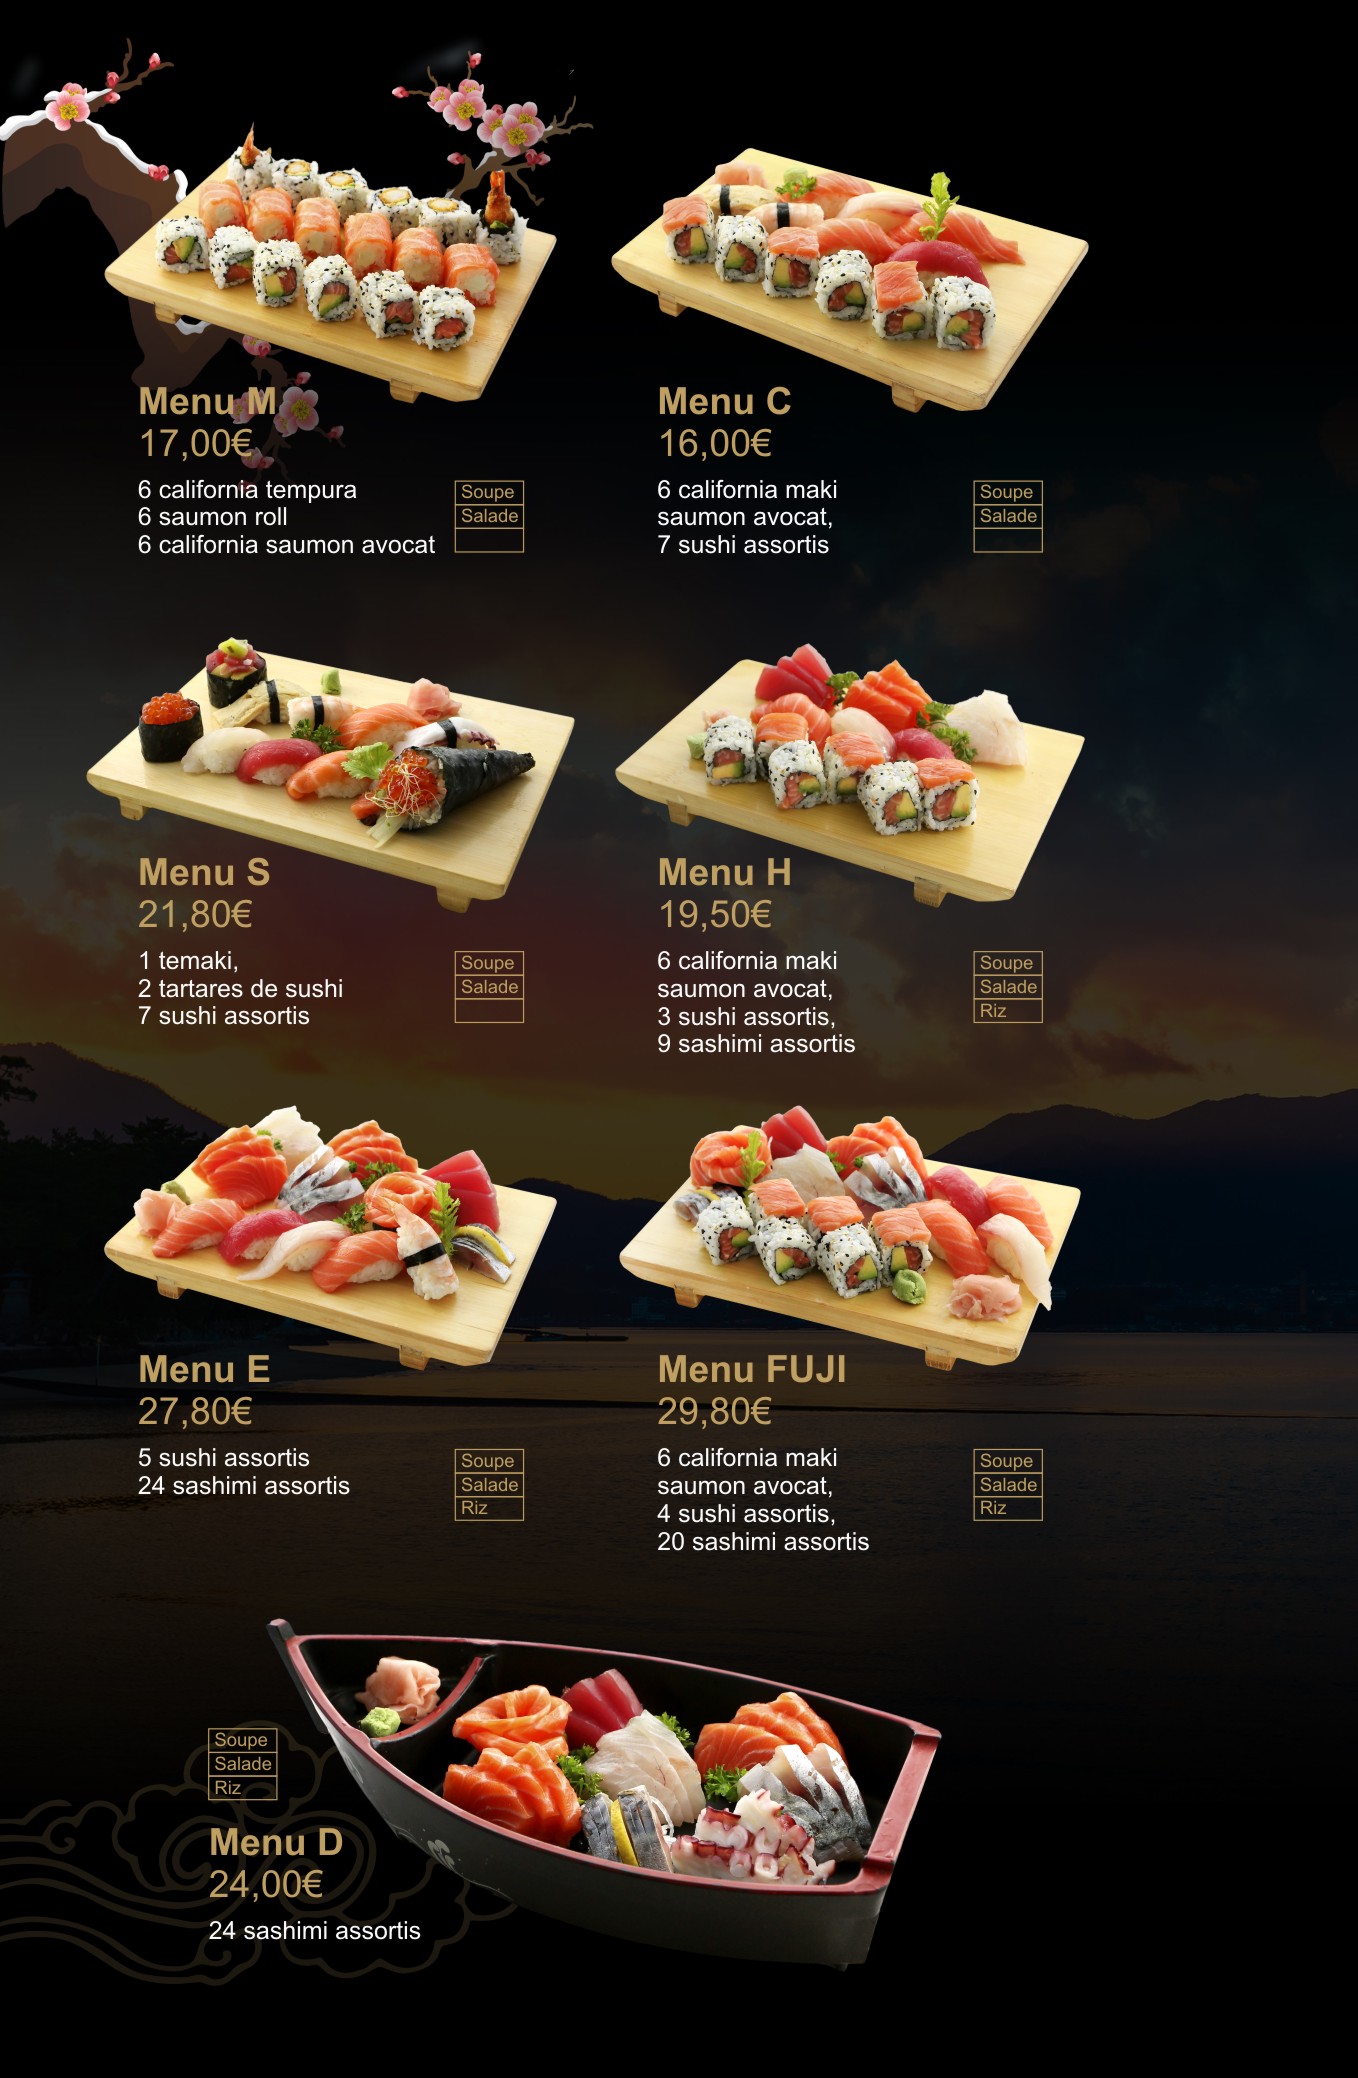 Menu M
17,00€
6 california tempura
6 saumon roll
6 california saumon avocat
Soupe
Salade
Menu C
16,00€
6 california maki
saumon avocat,
7 sushi assortis
Soupe
Salade
Menu S
21,80€
1 temaki,
2 tartares de sushi
7 sushi assortis
Soupe
Salade
Menu H
19,50€
6 california maki
saumon avocat,
3 sushi assortis,
9 sashimi assortis
Soupe
Salade
Riz
Menu E
27,80€
5 sushi assortis
24 sashimi assortis
Soupe
Salade
Riz
Menu FUJI
29,80€
6 california maki
saumon avocat,
4 sushi assortis,
20 sashimi assortis
Soupe
Salade
Riz
Soupe
Salade
Riz
Menu D
24,00€
24 sashimi assortis